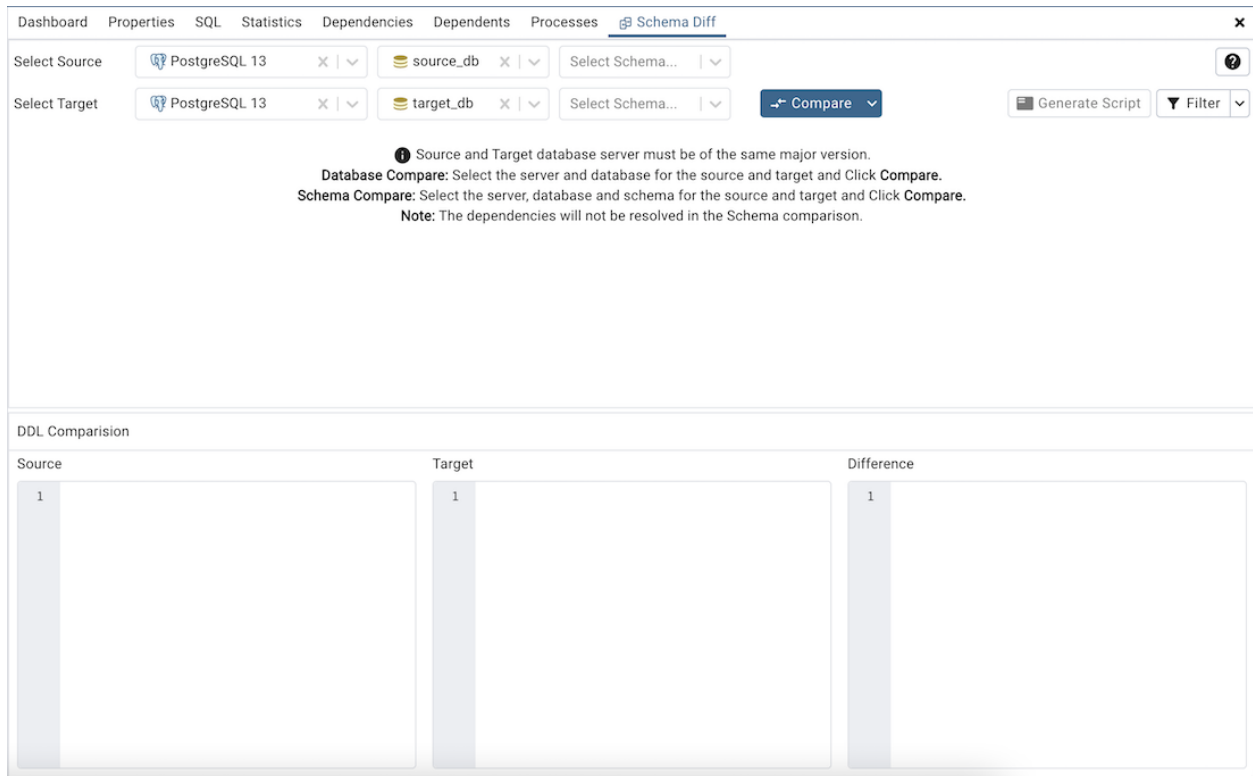 Dashboard Properties SQL Statistics Dependencies Dependents Processes Schema Diff
Select Source PostgreSQL 13 source_db Select Schema...
Select Target PostgreSQL 13 target_db Select Schema... Compare Generate Script Filter
Source and Target database server must be of the same major version.
Database Compare: Select the server and database for the source and target and Click Compare.
Schema Compare: Select the server, database and schema for the source and target and Click Compare.
Note: The dependencies will not be resolved in the Schema comparison.
DDL Comparision
Source Target Difference
1 1 1